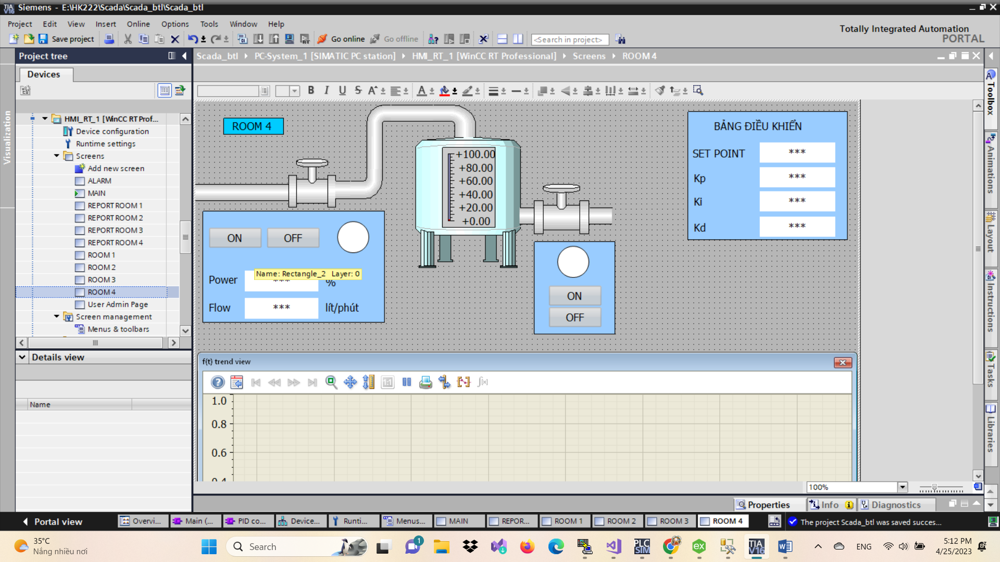 Siemens - E:\HK222\Scada\Scada_btl\Scada_btl
Project Edit View Insert Online Options Tools Window Help
Totally Integrated Automation
PORTAL
Save project
Go online
Go offline
<Search in project>
Project tree
Scada_btl PC-System_1 [SIMATIC PC station] HMI_RT_1 [WinCC RT Professional] Screens ROOM 4
Devices
Visualization
HMI_RT_1 [WinCC RT Prof...
Device configuration
Runtime settings
Screens
Add new screen
ALARM
MAIN
REPORT ROOM 1
REPORT ROOM 2
REPORT ROOM 3
REPORT ROOM 4
ROOM 1
ROOM 2
ROOM 3
ROOM 4
User Admin Page
Screen management
Menus & toolbars
Details view
Name
B I U S A
ROOM 4
+100.00
+80.00
+60.00
+40.00
+20.00
+0.00
BẢNG ĐIỀU KHIỂN
SET POINT ***
Kp ***
Ki ***
Kd ***
ON OFF
Name: Rectangle_2 Layer: 0
Power *** %
Flow *** lít/phút
ON
OFF
f(t) trend view
1:1
f(x)
1.0
0.8
0.6
0.4
100%
Toolbox
Animations
Layout
Instructions
Tasks
Libraries
Properties Info Diagnostics
Portal view
Overvi... Main (... PID co... Device... Runti... Menus... MAIN REPOR... ROOM 1 ROOM 2 ROOM 3 ROOM 4
The project Scada_btl was saved succes...
35°C
Nắng nhiều nơi
Search
1
PLC
SIM
ex
TIA
V16
W
ENG
5:12 PM
4/25/2023